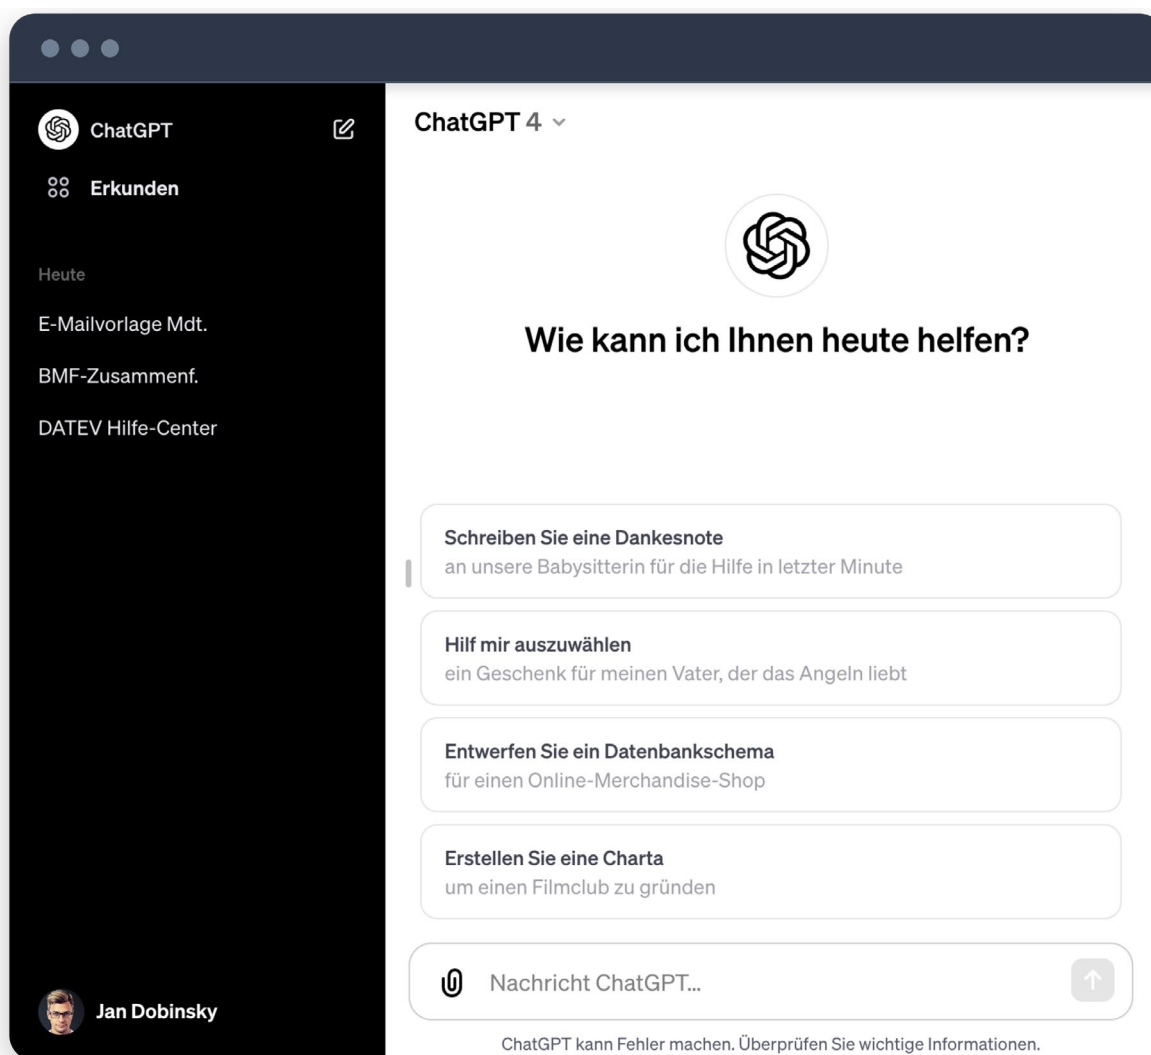 ChatGPT
Erkunden
Heute
E-Mailvorlage Mdt.
BMF-Zusammenf.
DATEV Hilfe-Center
Jan Dobinsky
ChatGPT 4
Wie kann ich Ihnen heute helfen?
Schreiben Sie eine Dankesnote
an unsere Babysitterin für die Hilfe in letzter Minute
Hilf mir auszuwählen
ein Geschenk für meinen Vater, der das Angeln liebt
Entwerfen Sie ein Datenbankschema
für einen Online-Merchandise-Shop
Erstellen Sie eine Charta
um einen Filmclub zu gründen
Nachricht ChatGPT...
ChatGPT kann Fehler machen. Überprüfen Sie wichtige Informationen.